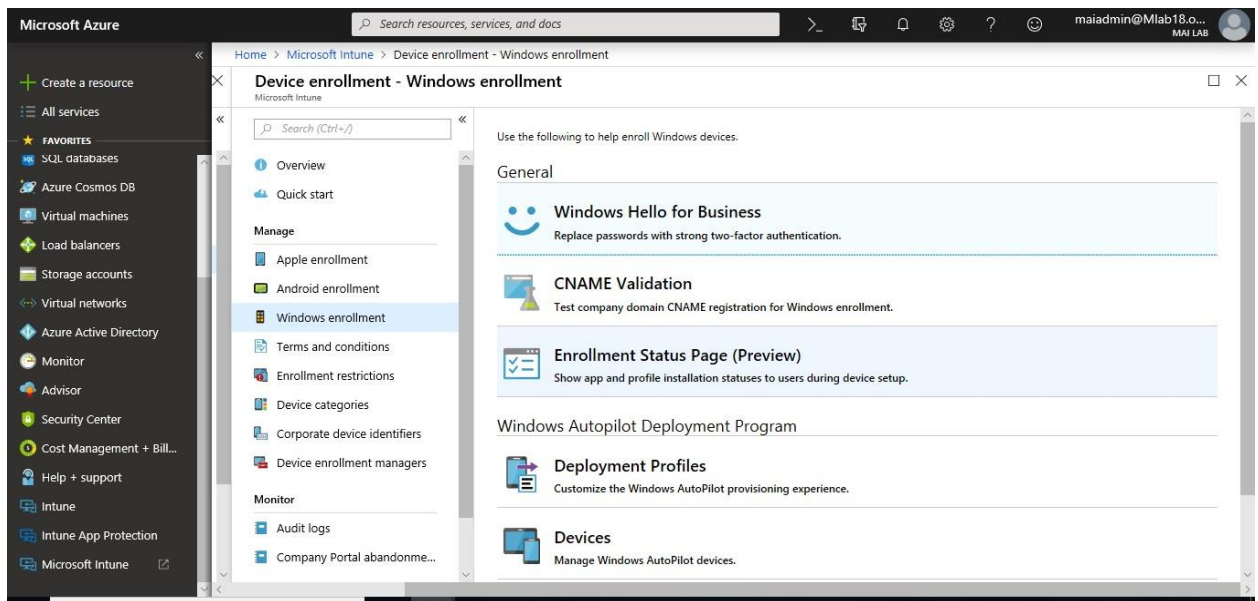 Microsoft Azure
Search resources, services, and docs
maiadmin@Mlab18.o...
MAI LAB
Home > Microsoft Intune > Device enrollment - Windows enrollment
Create a resource
All services
FAVORITES
SQL databases
Azure Cosmos DB
Virtual machines
Load balancers
Storage accounts
Virtual networks
Azure Active Directory
Monitor
Advisor
Security Center
Cost Management + Bill...
Help + support
Intune
Intune App Protection
Microsoft Intune
Device enrollment - Windows enrollment
Microsoft Intune
Search (Ctrl+/)
Overview
Quick start
Manage
Apple enrollment
Android enrollment
Windows enrollment
Terms and conditions
Enrollment restrictions
Device categories
Corporate device identifiers
Device enrollment managers
Monitor
Audit logs
Company Portal abandonme...
Use the following to help enroll Windows devices.
General
Windows Hello for Business
Replace passwords with strong two-factor authentication.
CNAME Validation
Test company domain CNAME registration for Windows enrollment.
Enrollment Status Page (Preview)
Show app and profile installation statuses to users during device setup.
Windows Autopilot Deployment Program
Deployment Profiles
Customize the Windows AutoPilot provisioning experience.
Devices
Manage Windows AutoPilot devices.